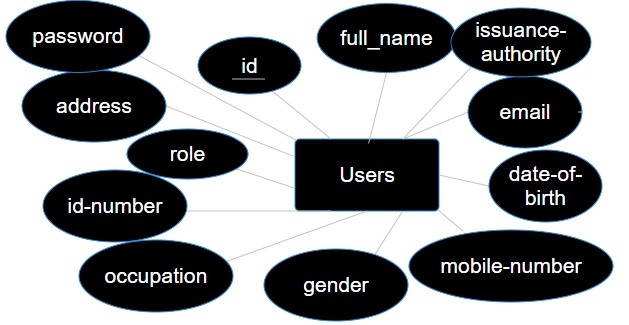 password
id
full_name
issuance-
authority
address
email
role
Users
date-of-
birth
id-number
occupation
gender
mobile-number